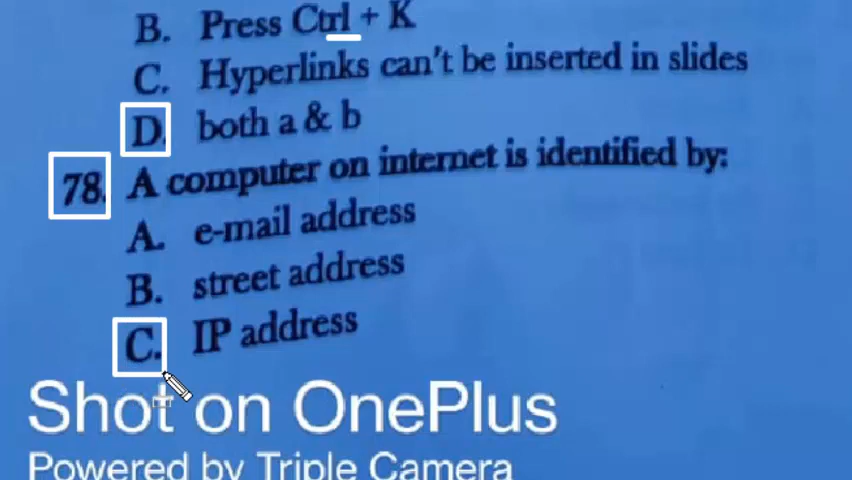 B. Press Ctrl + K
C. Hyperlinks can't be inserted in slides
D. both a & b
78. A computer on internet is identified by:
A. e-mail address
B. street address
C. IP address
Shot on OnePlus
Powered by Triple Camera